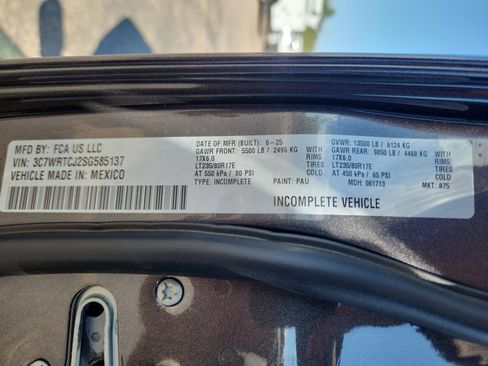 MFD BY: FCA US LLC
VIN: 3C7WRTCJ2SG585137
VEHICLE MADE IN: MEXICO
DATE OF MFR (BUILT): 6-25
GAWR FRONT: 5500 LB / 2495 KG
17X6.0 RIMS
LT235/80R17E TIRES
AT 550 kPa / 80 PSI COLD
TYPE: INCOMPLETE PAINT: PAU
GVWR: 13500 LB / 6124 KG
GAWR REAR: 9850 LB / 4468 KG
17X6.0 RIMS
LT235/80R17E TIRES
AT 450 kPa / 65 PSI COLD
MDH: 061713 MKT: 875
INCOMPLETE VEHICLE